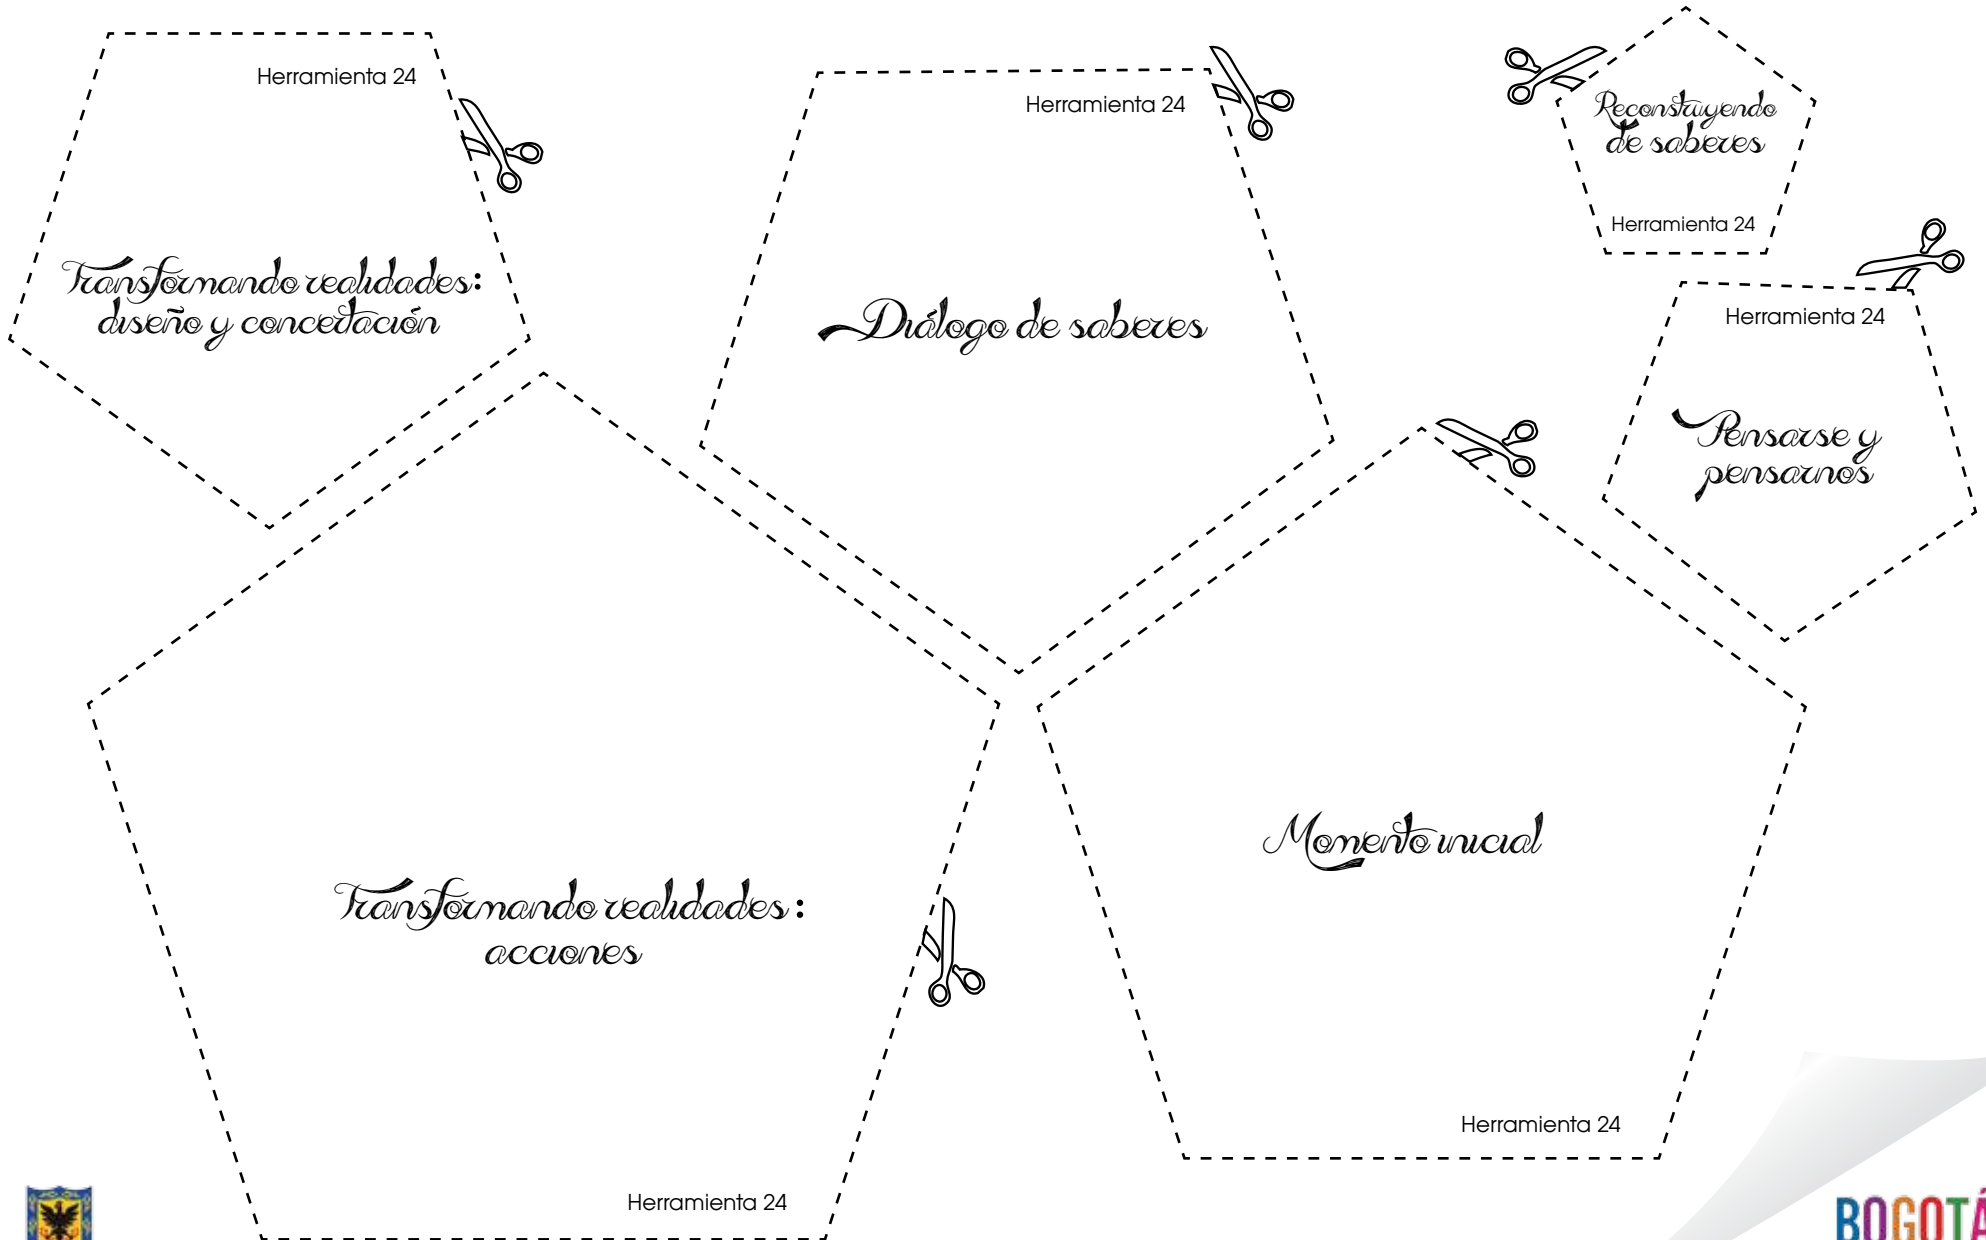 Herramienta 24
Transformando realidades:
diseño y concertación
Herramienta 24
Diálogo de saberes
Reconstuyendo
de saberes
Herramienta 24
Herramienta 24
Pensarse y
pensarnos
Momento inicial
Herramienta 24
Transformando realidades:
acciones
Herramienta 24
BOGOTÁ